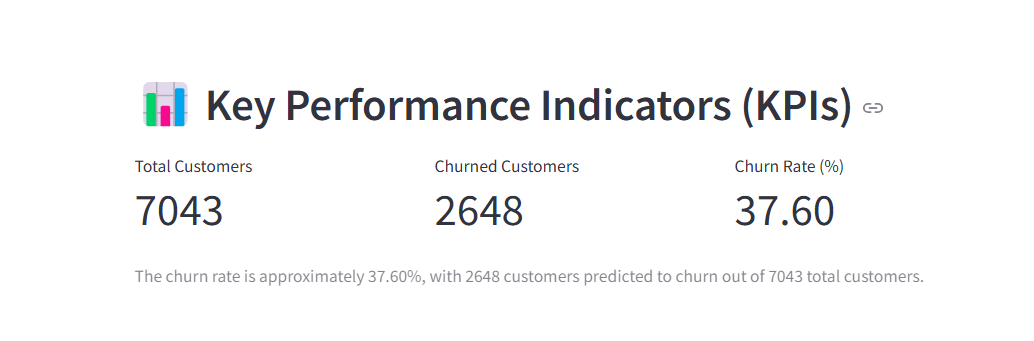 Key Performance Indicators (KPIs)
Total Customers
Churned Customers
Churn Rate (%)
7043
2648
37.60
The churn rate is approximately 37.60%, with 2648 customers predicted to churn out of 7043 total customers.